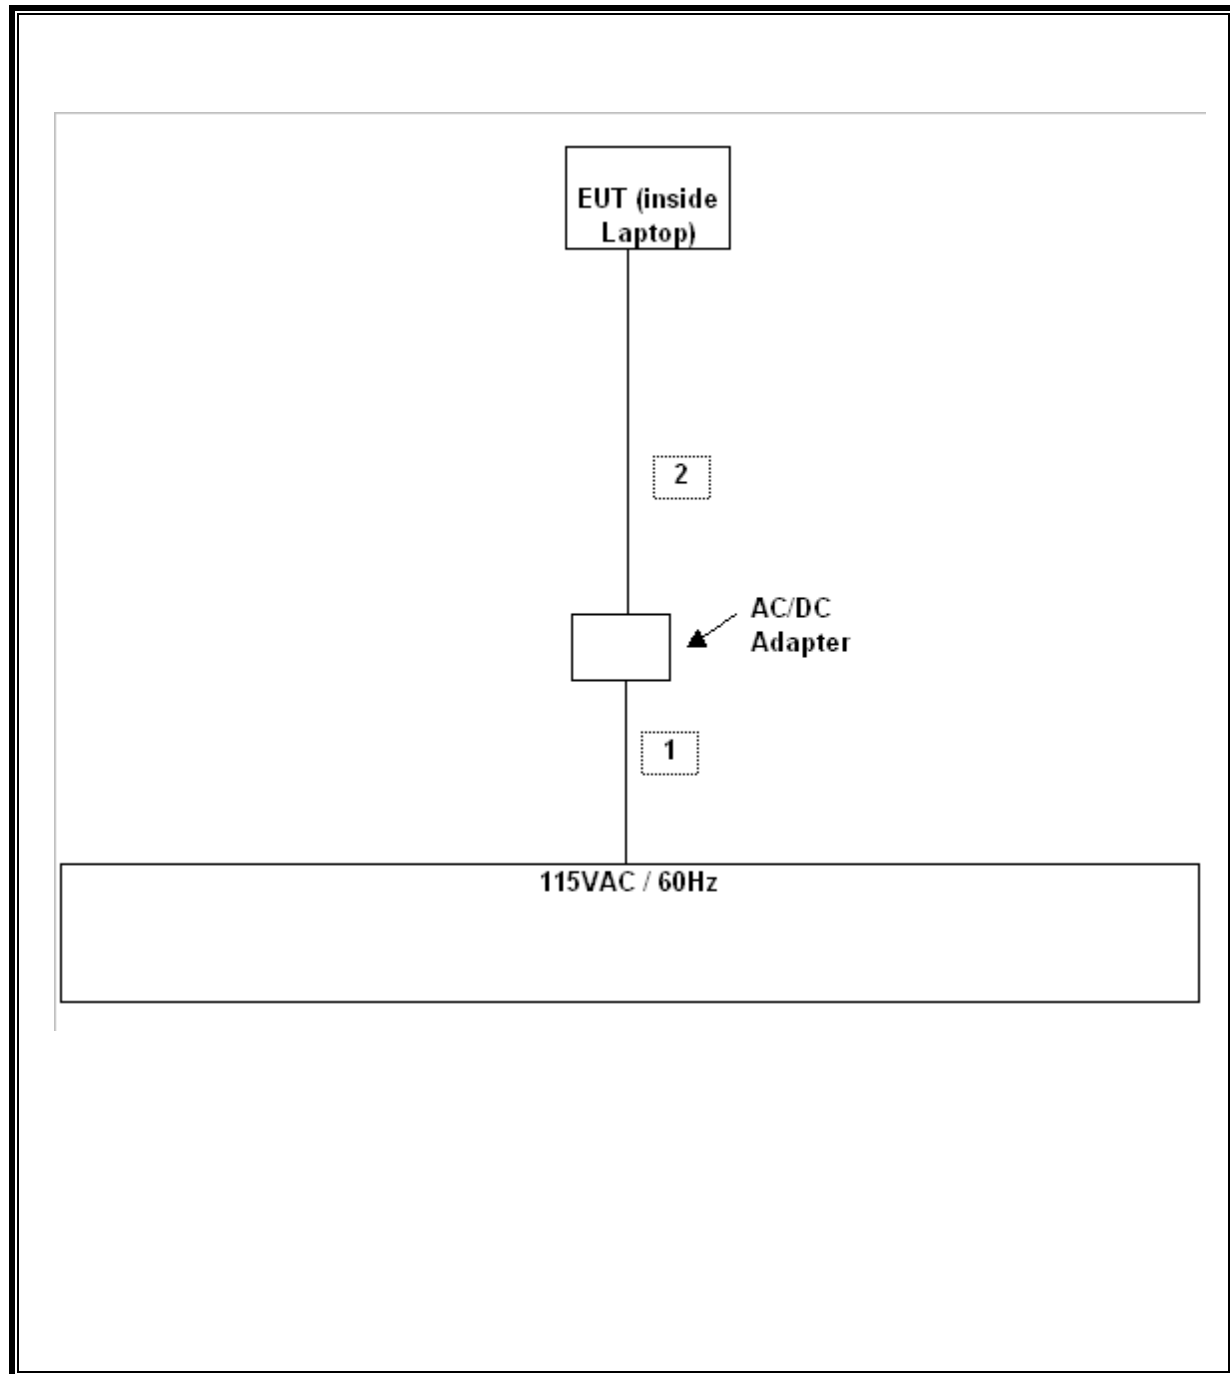 EUT (inside
Laptop)
2
AC/DC
Adapter
1
115VAC / 60Hz